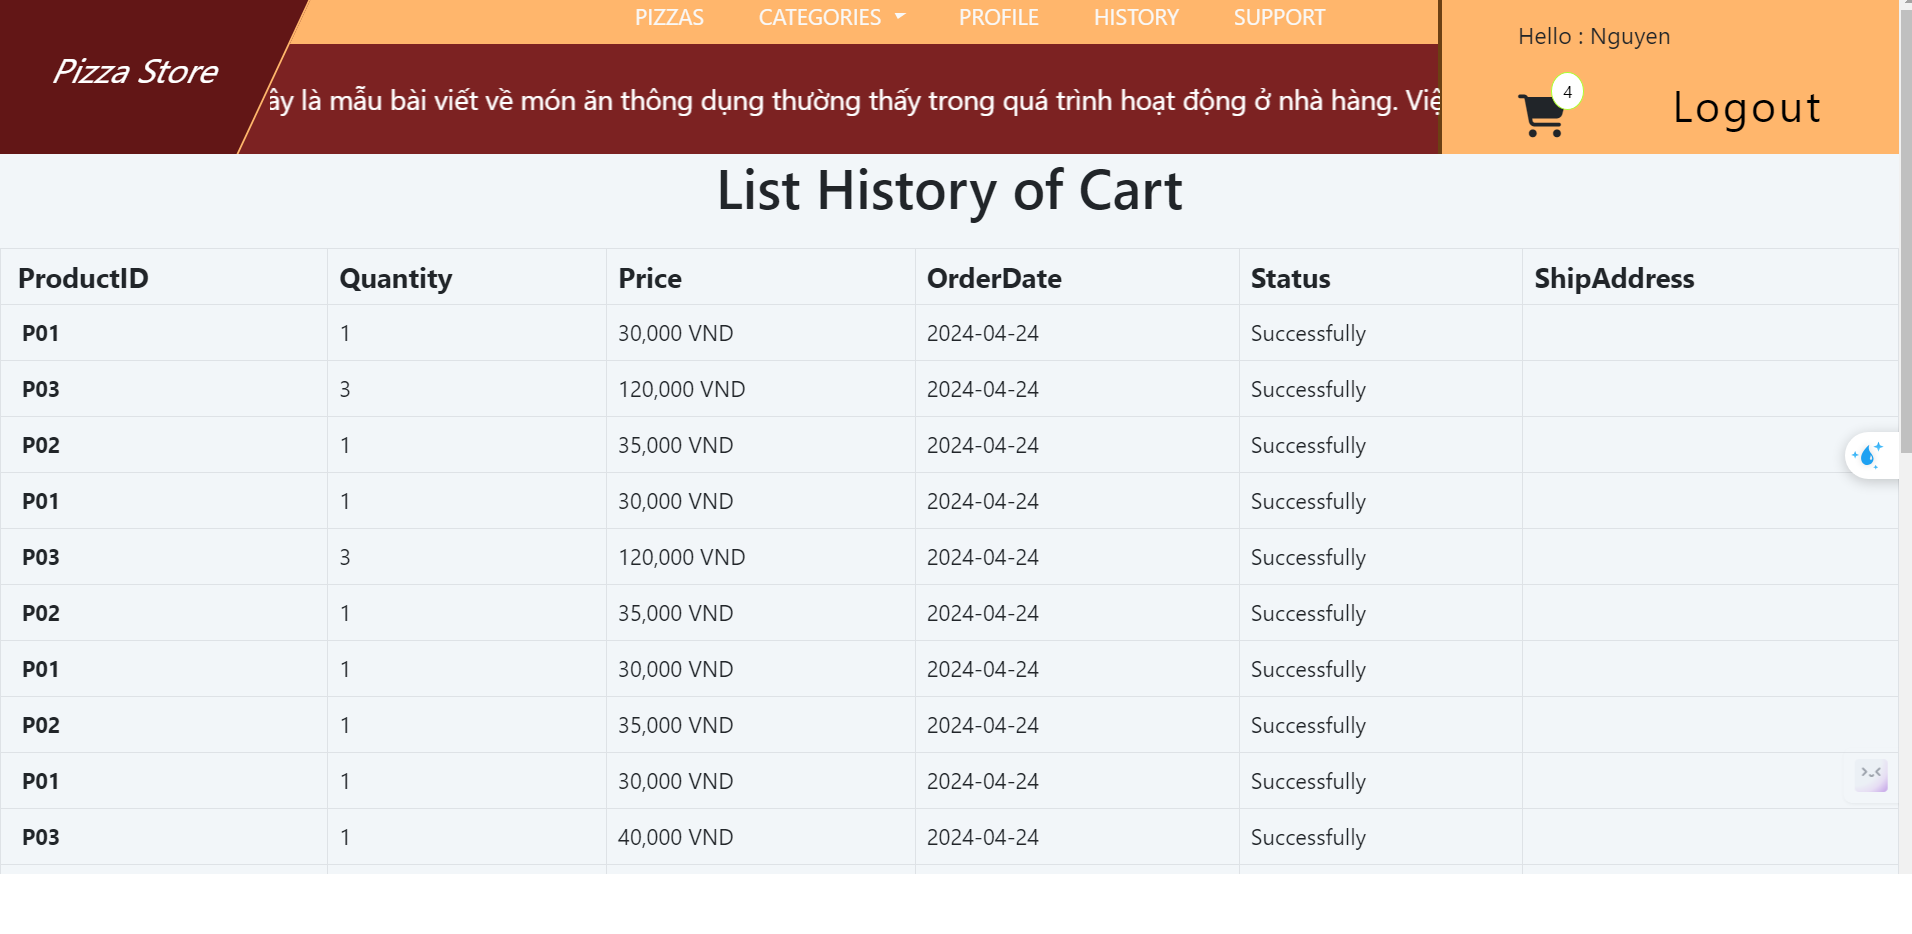 PIZZAS CATEGORIES PROFILE HISTORY SUPPORT
Hello : Nguyen
Pizza Store
ây là mẫu bài viết về món ăn thông dụng thường thấy trong quá trình hoạt động ở nhà hàng. Việ
4
Logout
List History of Cart
ProductID Quantity Price OrderDate Status ShipAddress
P01 1 30,000 VND 2024-04-24 Successfully
P03 3 120,000 VND 2024-04-24 Successfully
P02 1 35,000 VND 2024-04-24 Successfully
P01 1 30,000 VND 2024-04-24 Successfully
P03 3 120,000 VND 2024-04-24 Successfully
P02 1 35,000 VND 2024-04-24 Successfully
P01 1 30,000 VND 2024-04-24 Successfully
P02 1 35,000 VND 2024-04-24 Successfully
P01 1 30,000 VND 2024-04-24 Successfully
P03 1 40,000 VND 2024-04-24 Successfully